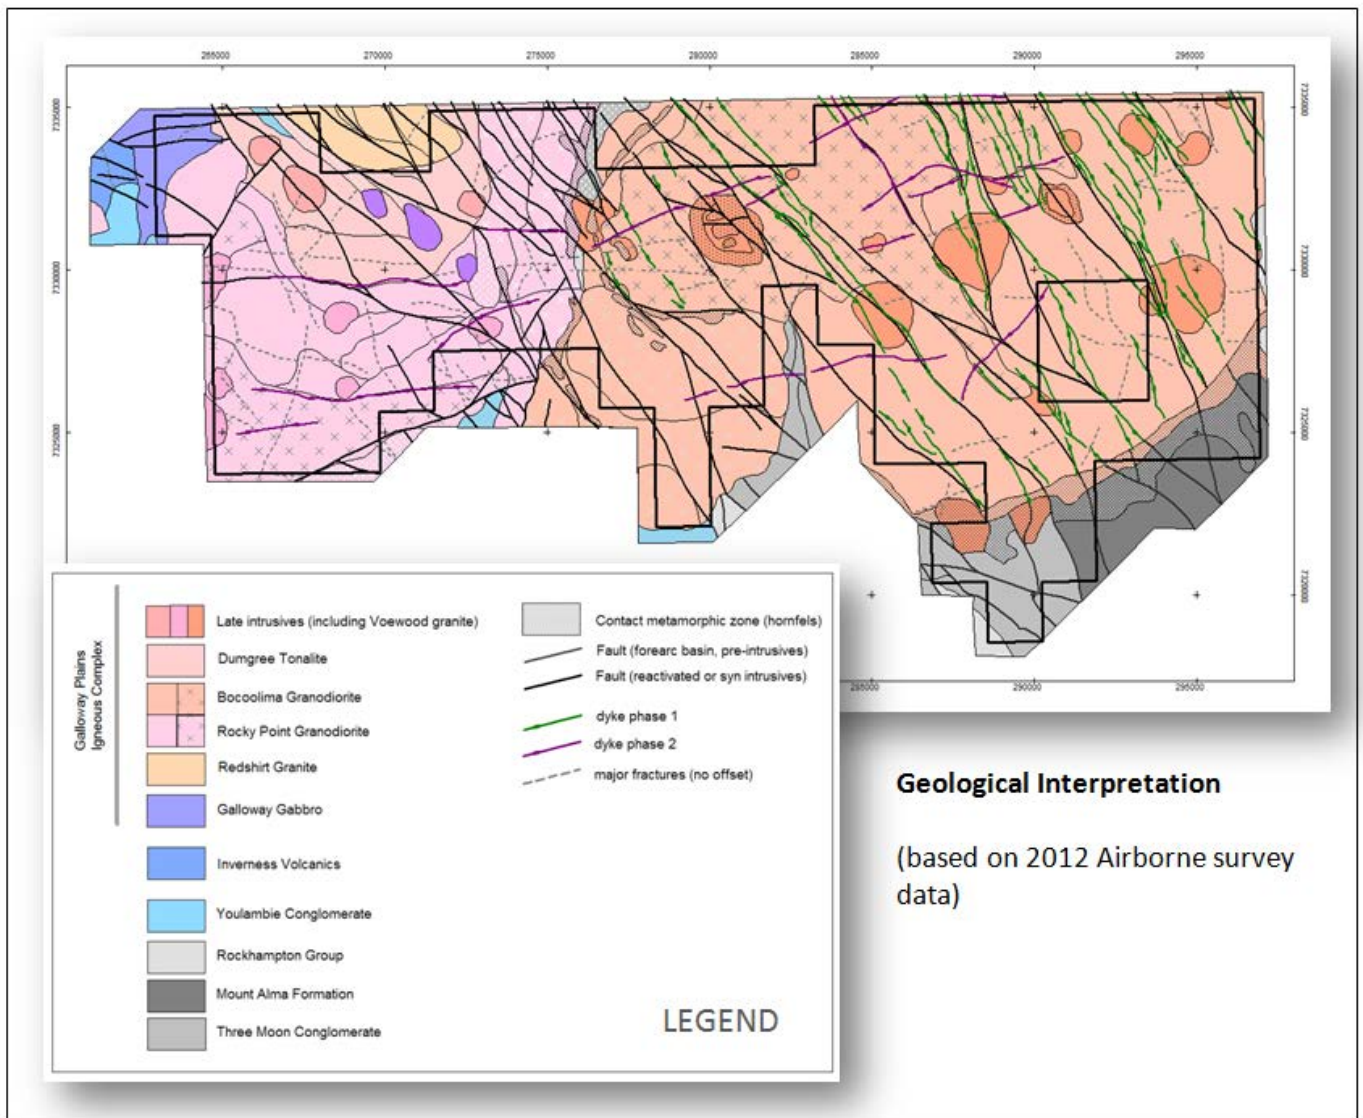 265000 270000 275000 280000 285000 290000 295000
7335000 7335000
7330000 7330000
7325000 7325000
7320000
285000 290000 295000
Galloway Plains
Igneous Complex
Late intrusives (including Voewood granite)
Dumgree Tonalite
Bocoolima Granodiorite
Rocky Point Granodiorite
Redshirt Granite
Galloway Gabbro
Inverness Volcanics
Youlambie Conglomerate
Rockhampton Group
Mount Alma Formation
Three Moon Conglomerate
Contact metamorphic zone (hornfels)
Fault (forearc basin, pre-intrusives)
Fault (reactivated or syn intrusives)
dyke phase 1
dyke phase 2
major fractures (no offset)
LEGEND
Geological Interpretation
(based on 2012 Airborne survey
data)